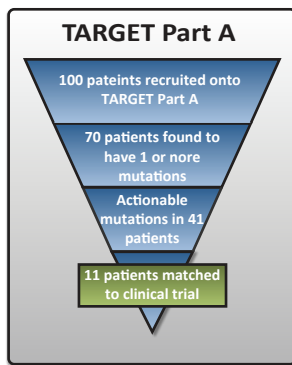 TARGET Part A
100 pateints recruited onto
TARGET Part A
70 patients found to
have 1 or nore
mutations
Actionable
mutations in 41
patients
11 patients matched
to clinical trial